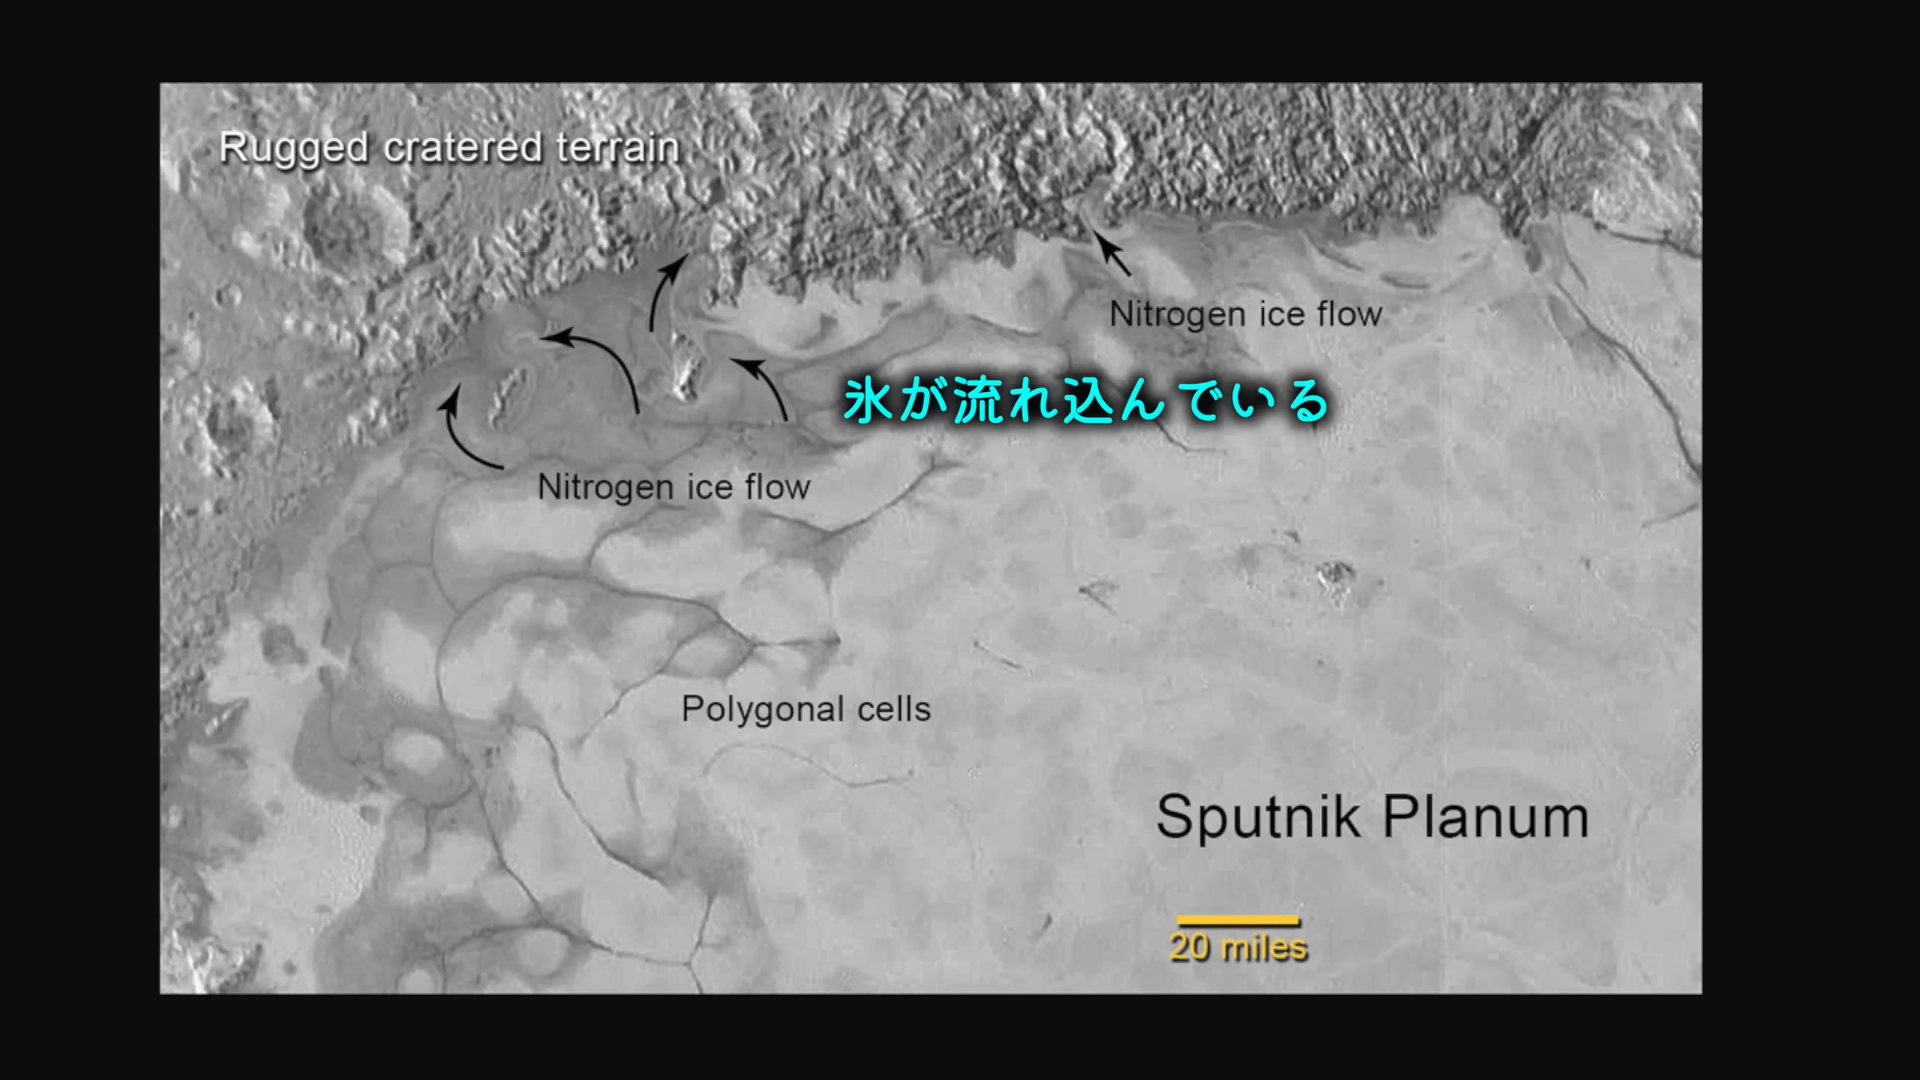 Rugged cratered terrain
Nitrogen ice flow
氷が流れ込んでいる
Nitrogen ice flow
Polygonal cells
Sputnik Planum
20 miles